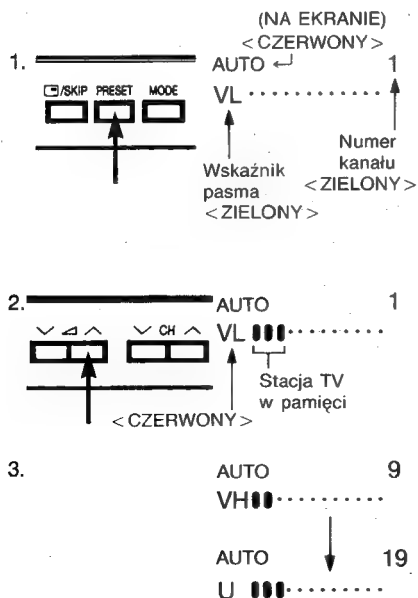 (NA EKRANIE)
<CZERWONY>
1.
AUTO ↵ 1
/SKIP PRESET MODE
VL ··········
Wskaźnik
pasma
<ZIELONY>
Numer
kanału
<ZIELONY>
2.
AUTO 1
CH
VL ··········
<CZERWONY>
Stacja TV
w pamięci
3.
AUTO 9
VH ··········
AUTO 19
U ··········